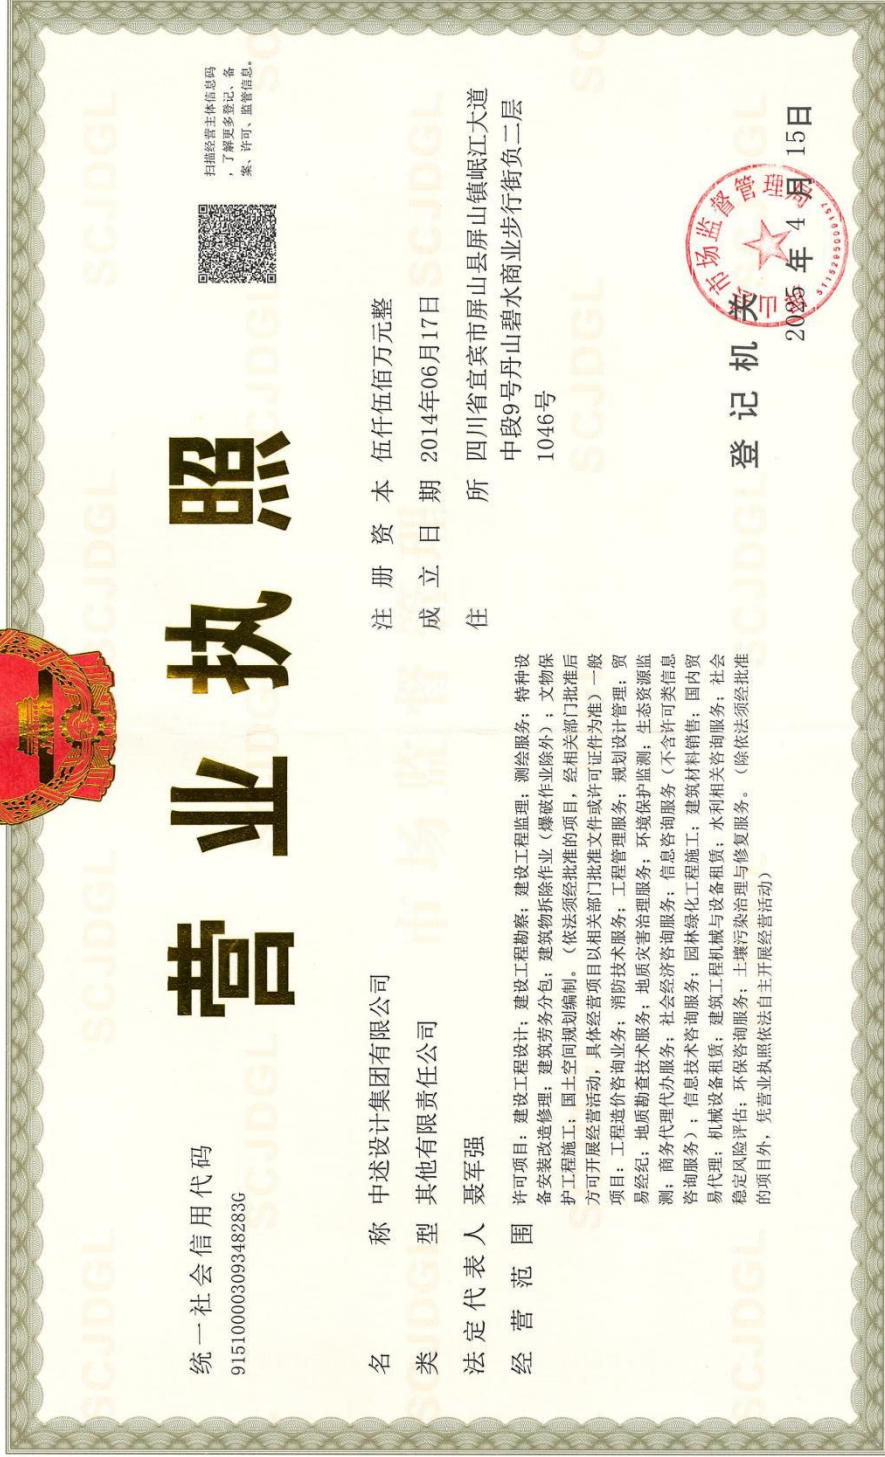 营业执照
统一社会信用代码
91510000309348283G
扫描经营主体信息码
，了解更多登记、备
案、许可、监管信息。
名称 中述设计集团有限公司
类型 其他有限责任公司
法定代表人 聂军强
经营范围 许可项目：建设工程设计；建设工程勘察；建设工程监理；测绘服务；特种设
备安装改造修理；建筑劳务分包；建筑物拆除作业（爆破作业除外）；文物保
护工程施工；国土空间规划编制。（依法须经批准的项目，经相关部门批准后
方可开展经营活动，具体经营项目以相关部门批准文件或许可证件为准）一般
项目：工程造价咨询业务；消防技术服务；工程管理服务；规划设计管理；贸
易经纪；地质勘查技术服务；地质灾害治理服务；环境保护监测；生态资源监
测；商务代理代办服务；社会经济咨询服务；信息咨询服务（不含许可类信息
咨询服务）；信息技术咨询服务；园林绿化工程施工；建筑材料销售；国内贸
易代理；机械设备租赁；建筑工程机械与设备租赁；水利相关咨询服务；社会
稳定风险评估；环保咨询服务；土壤污染治理与修复服务。（除依法须经批准
的项目外，凭营业执照依法自主开展经营活动）
注册资本 伍仟伍佰万元整
成立日期 2014年06月17日
住所 四川省宜宾市屏山县屏山镇岷江大道
中段9号丹山碧水商业步行街负二层
1046号
登记机关
屏山县市场监督管理局
5115295009157
2025年4月15日
SCJDGL
市场监督管理